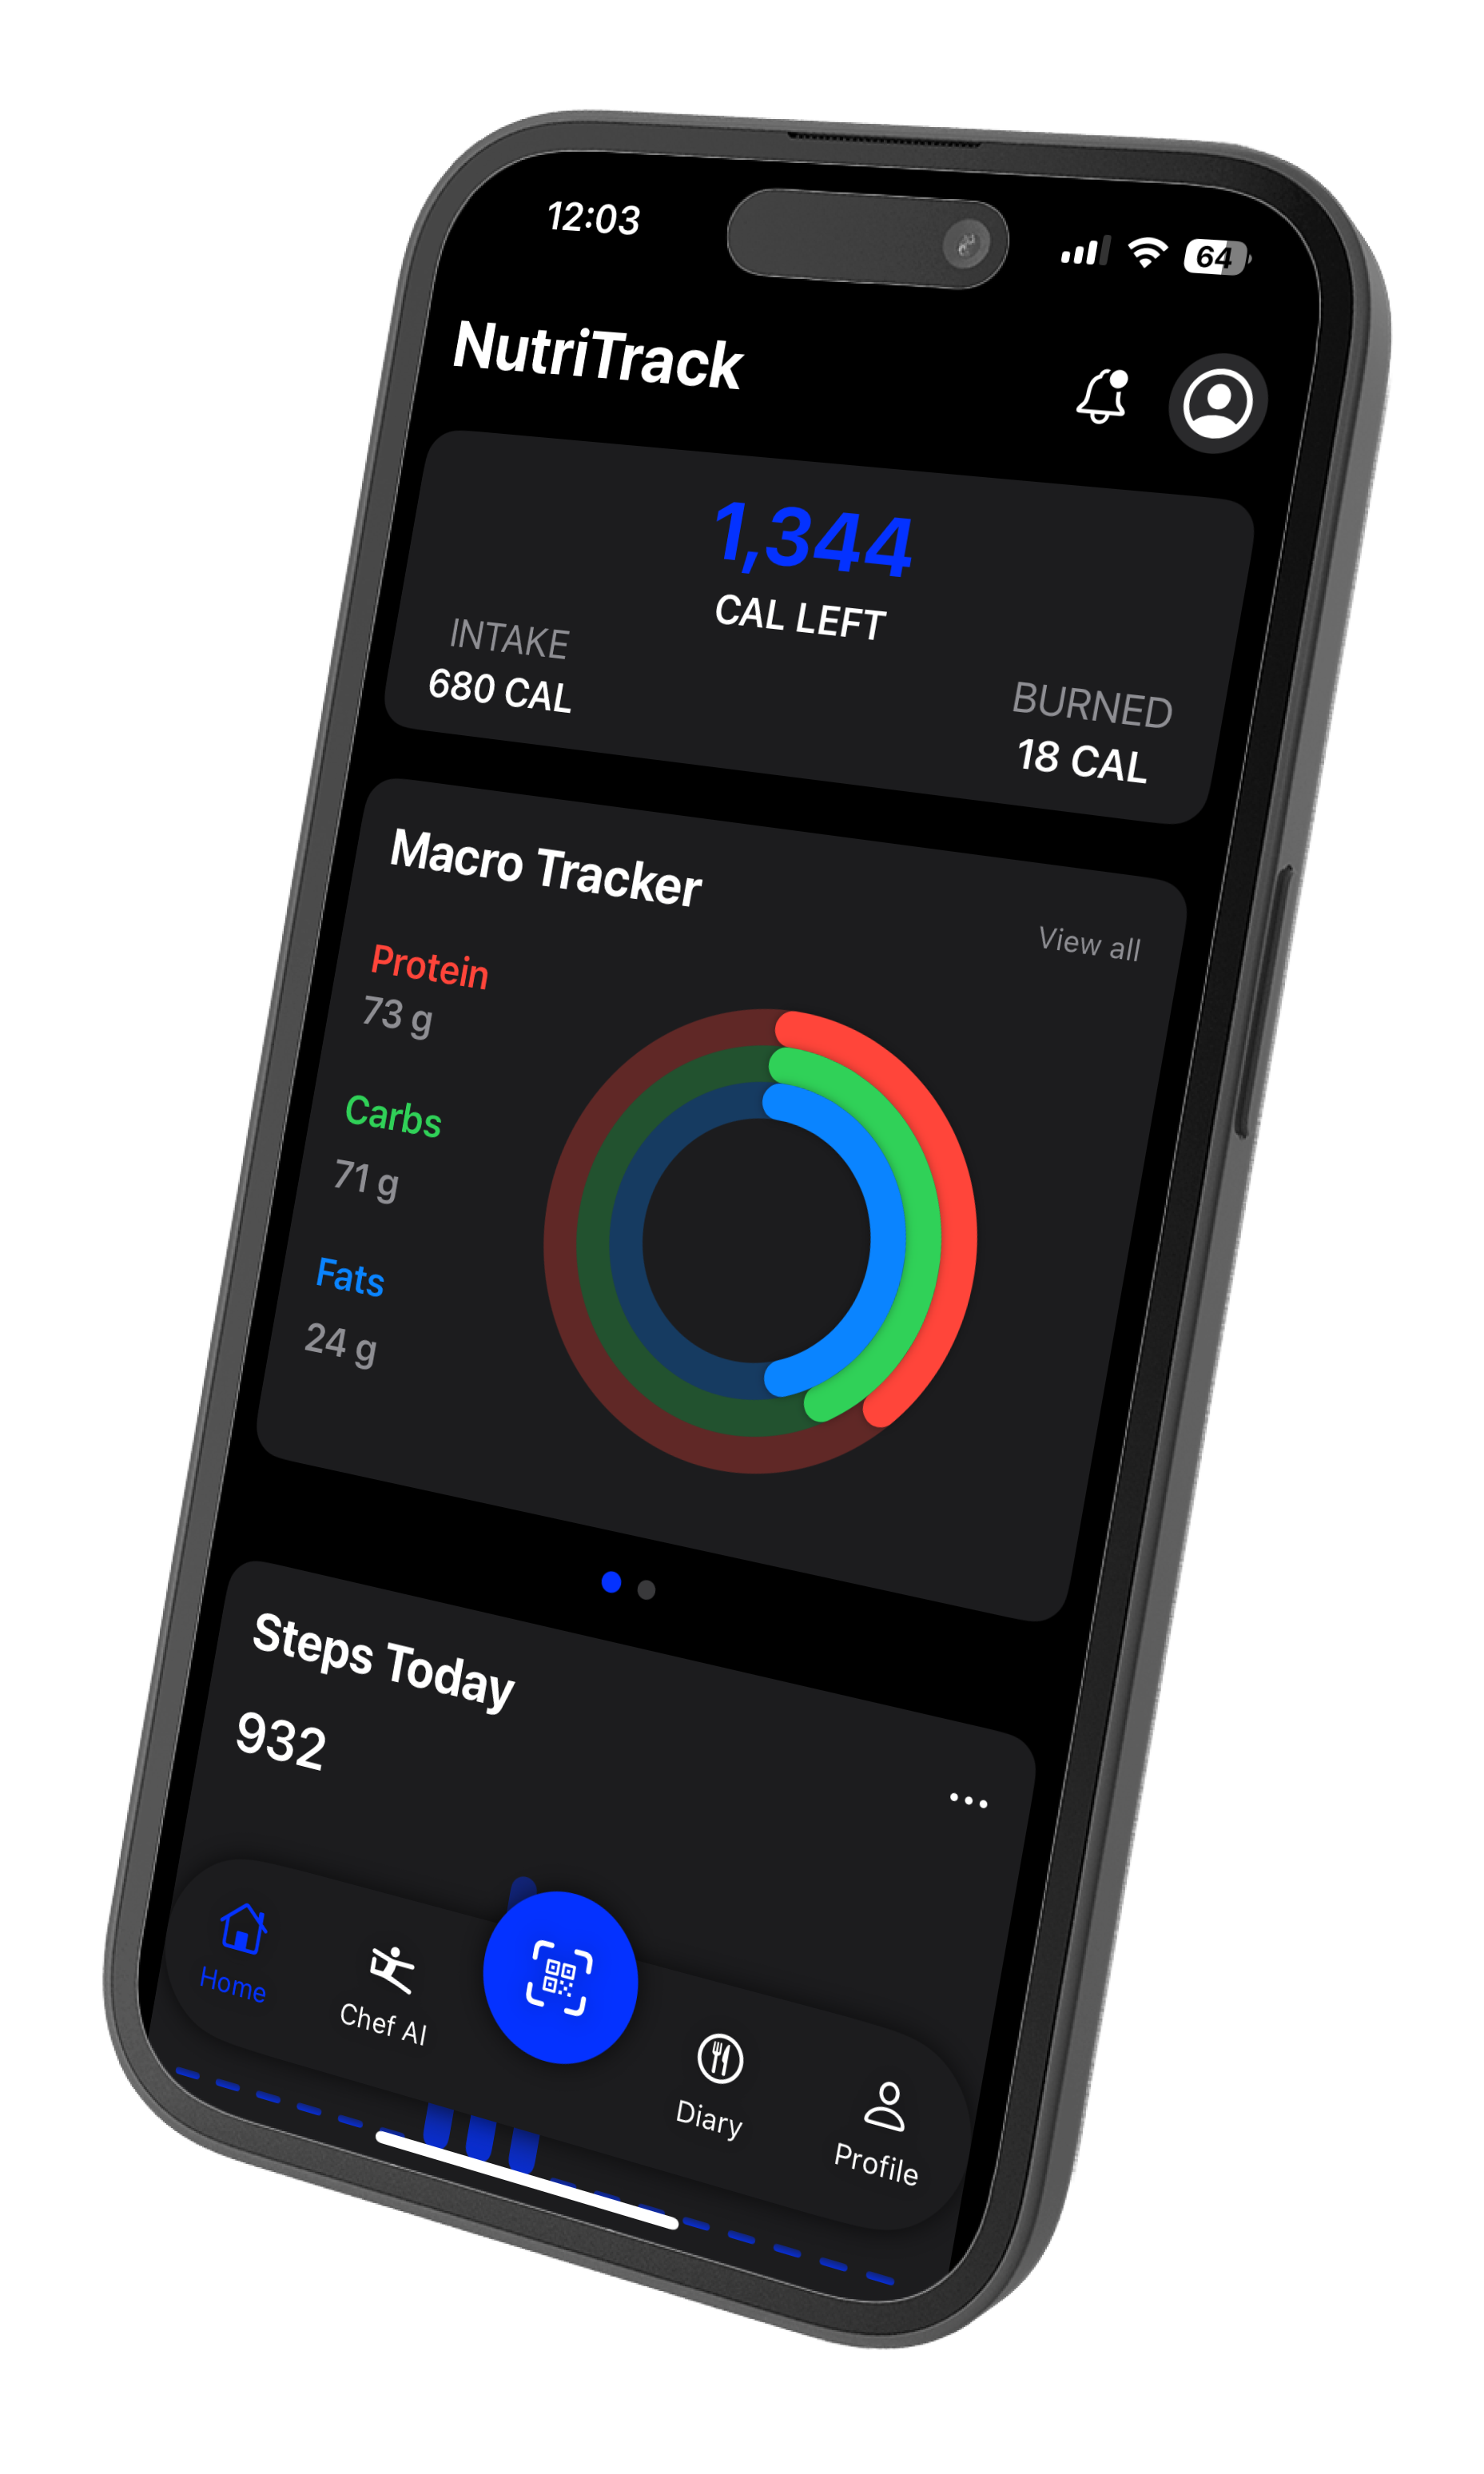 12:03
64
NutriTrack
1,344
CAL LEFT
INTAKE
680 CAL
BURNED
18 CAL
Macro Tracker
View all
Protein
73 g
Carbs
71 g
Fats
24 g
Steps Today
932
Home
Chef AI
Diary
Profile